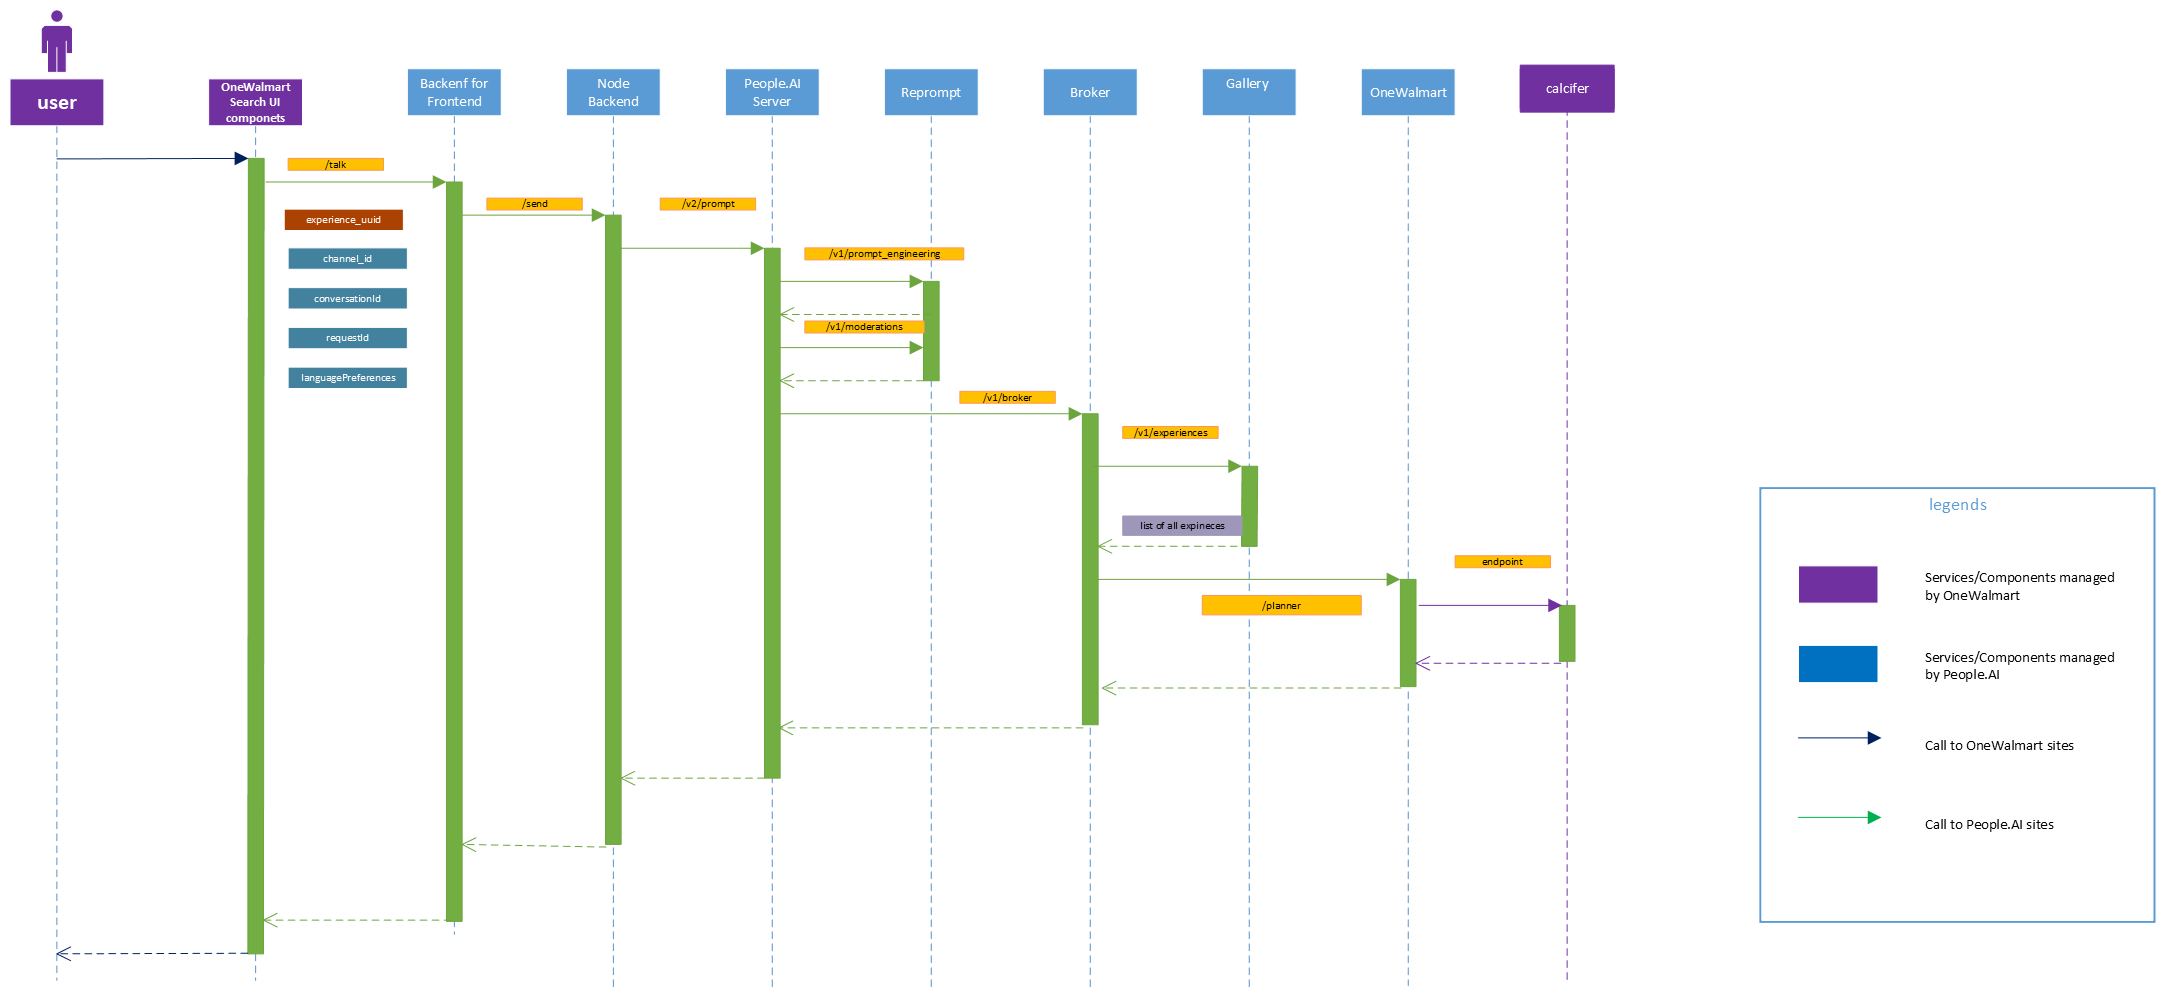 user
OneWalmart
Search UI
componets
Backenf for
Frontend
Node
Backend
People.AI
Server
Reprompt
Broker
Gallery
OneWalmart
calcifer
/talk
experience_uuid
channel_id
conversationId
requestId
languagePreferences
/send
/v2/prompt
/v1/prompt_engineering
/v1/moderations
/v1/broker
/v1/experiences
list of all expineces
/planner
endpoint
legends
Services/Components managed
by OneWalmart
Services/Components managed
by People.AI
Call to OneWalmart sites
Call to People.AI sites